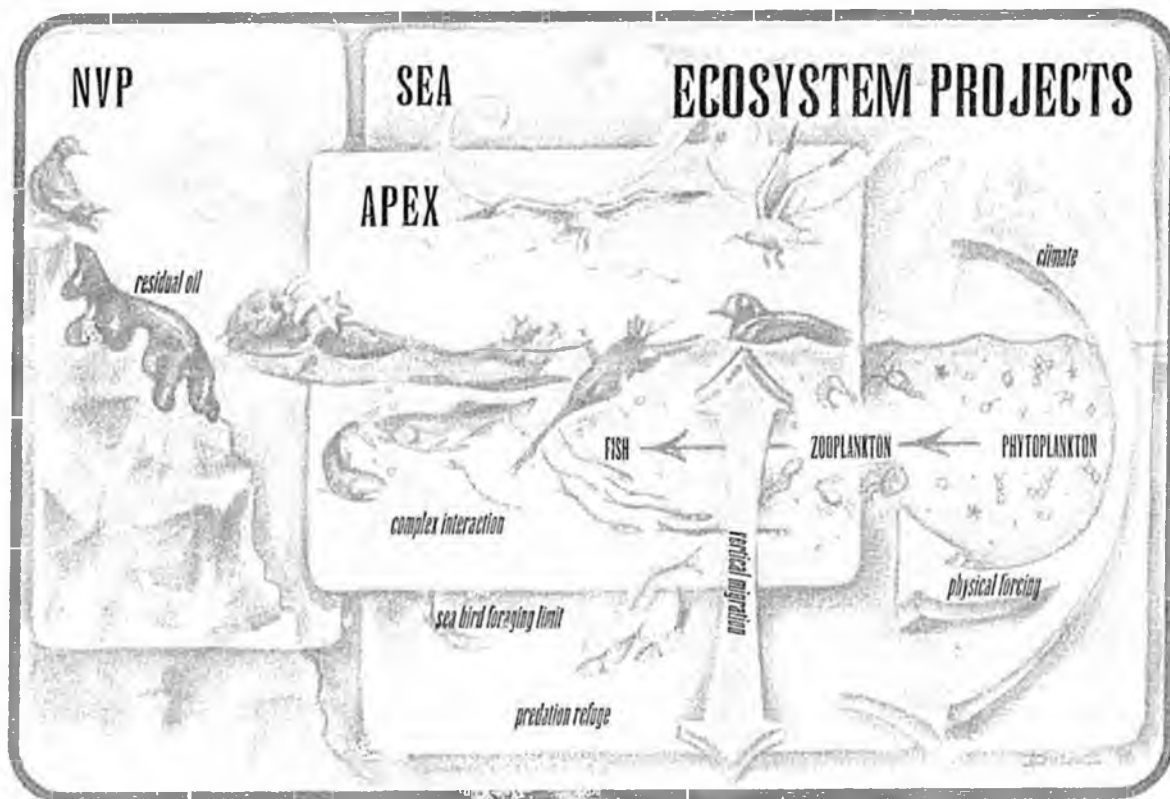 NVP
SEA
ECOSYSTEM PROJECTS
APEX
residual oil
climate
FISH
ZOOPLANKTON
PHYTOPLANKTON
complex interaction
vertical migration
physical forcing
sea bird foraging limit
predation refuge